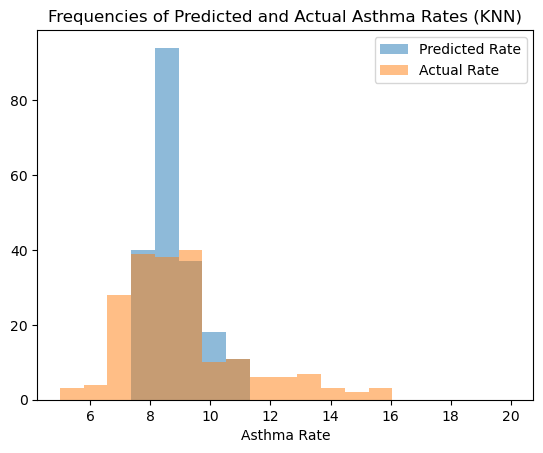 Frequencies of Predicted and Actual Asthma Rates (KNN)
Predicted Rate
Actual Rate
80
60
40
20
0
6 8 10 12 14 16 18 20
Asthma Rate